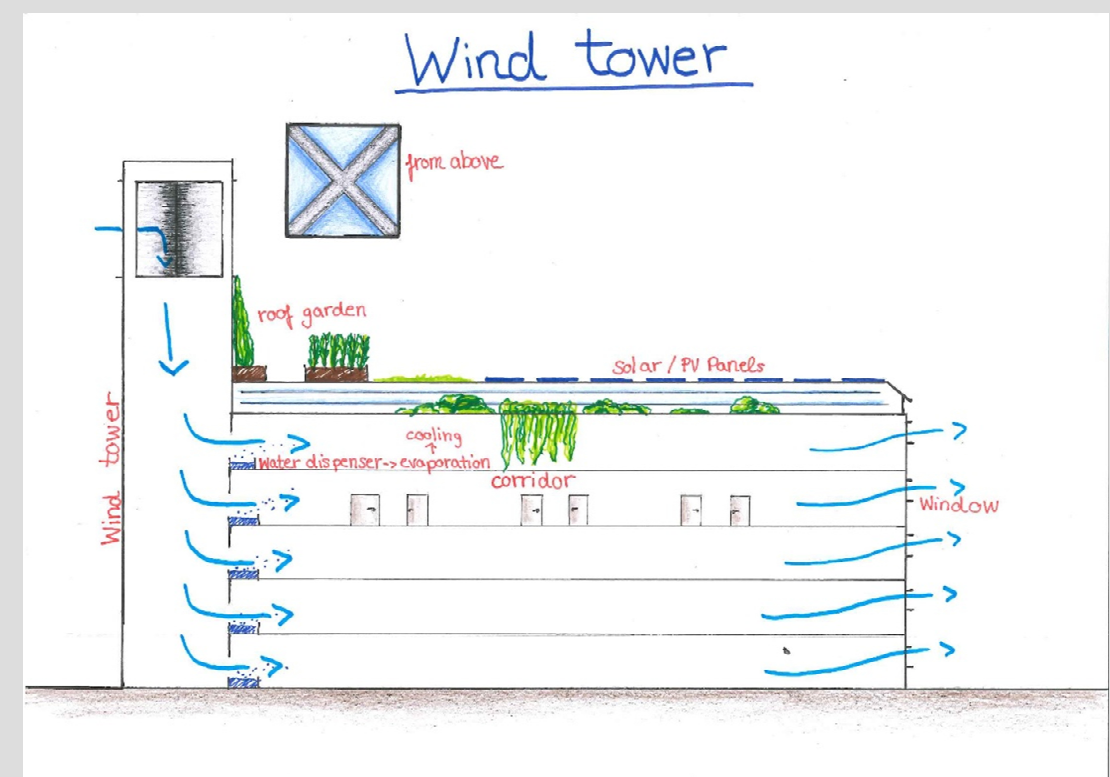 Wind tower
from above
roof garden
Solar / PV Panels
Wind tower
cooling
↑
Water dispenser -> evaporation
corridor
Window